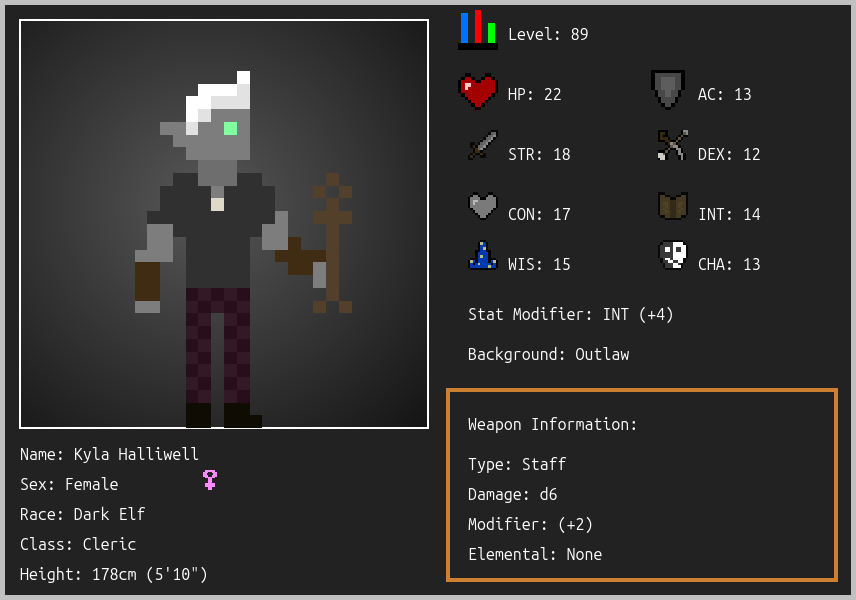 Level: 89
HP: 22
AC: 13
STR: 18
DEX: 12
CON: 17
INT: 14
WIS: 15
CHA: 13
Stat Modifier: INT (+4)
Background: Outlaw
Weapon Information:
Type: Staff
Damage: d6
Modifier: (+2)
Elemental: None
Name: Kyla Halliwell
Sex: Female
Race: Dark Elf
Class: Cleric
Height: 178cm (5'10")